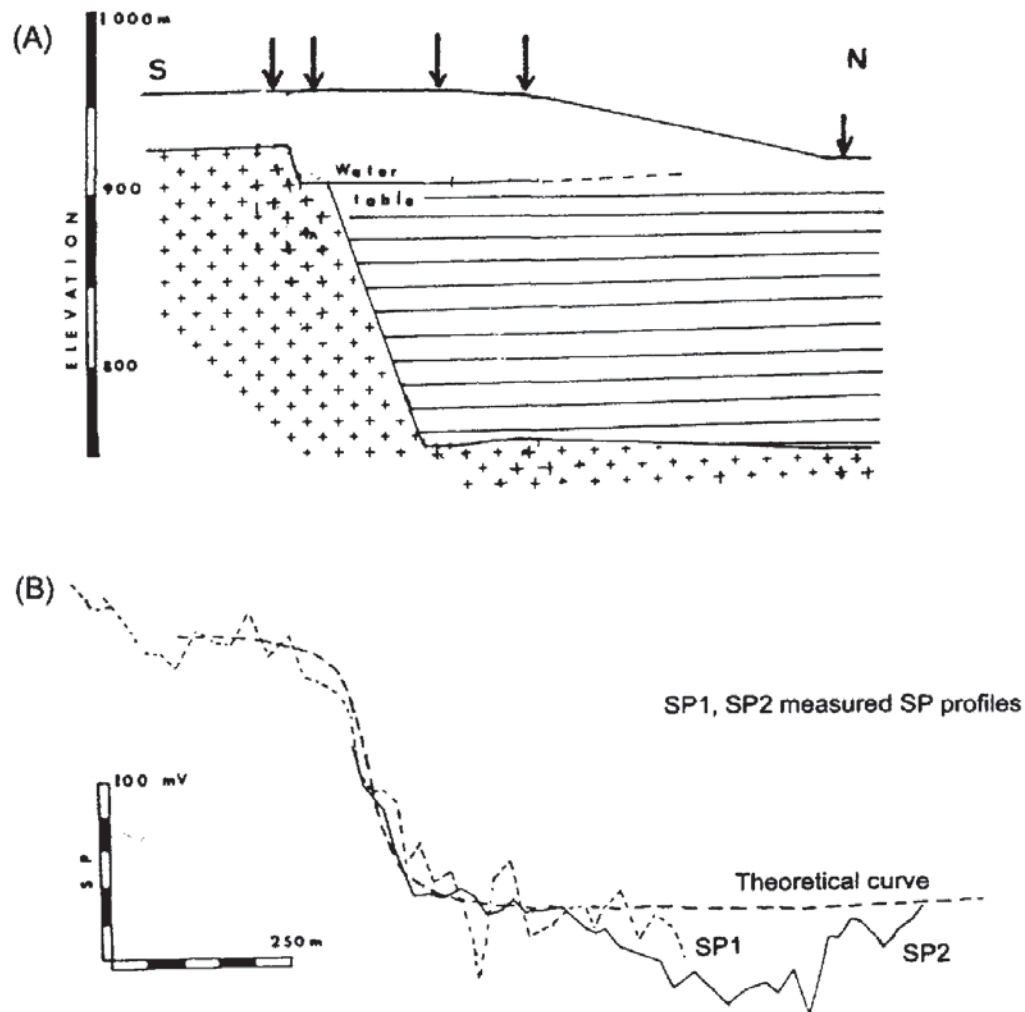 (A)
1000m
S
N
Water
table
900
800
ELEVATION
(B)
SP1, SP2 measured SP profiles
100 mV
SP
250m
Theoretical curve
SP1
SP2